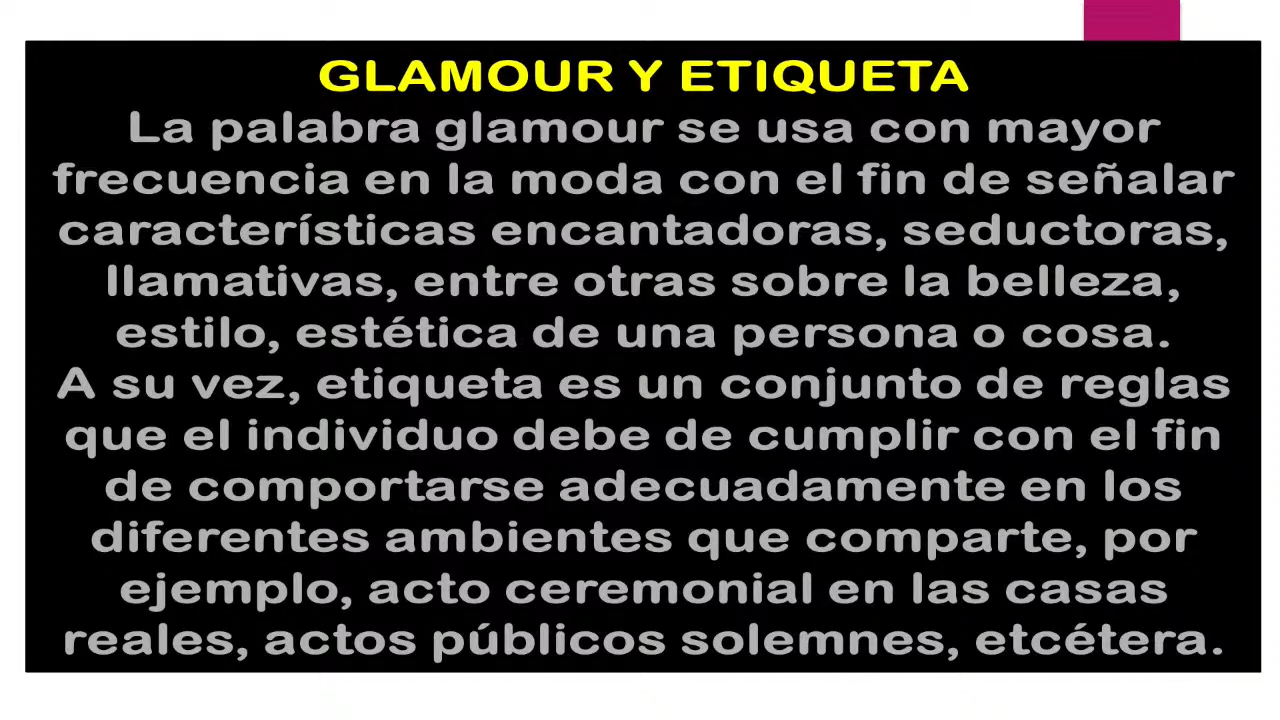 GLAMOUR Y ETIQUETA
La palabra glamour se usa con mayor
frecuencia en la moda con el fin de señalar
características encantadoras, seductoras,
llamativas, entre otras sobre la belleza,
estilo, estética de una persona o cosa.
A su vez, etiqueta es un conjunto de reglas
que el individuo debe de cumplir con el fin
de comportarse adecuadamente en los
diferentes ambientes que comparte, por
ejemplo, acto ceremonial en las casas
reales, actos públicos solemnes, etcétera.